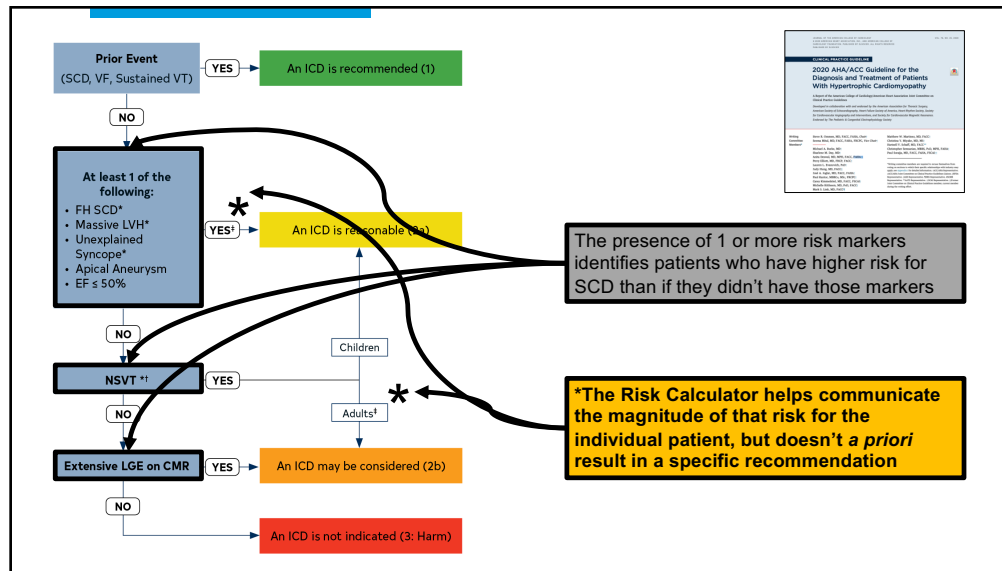 Prior Event
(SCD, VF, Sustained VT)
YES
An ICD is recommended (1)
NO
At least 1 of the
following:
• FH SCD*
• Massive LVH*
• Unexplained
Syncope*
• Apical Aneurysm
• EF ≤ 50%
YES‡
*
An ICD is reasonable (2a)
NO
Children
NSVT *†
YES
Adults‡
*
NO
Extensive LGE on CMR
YES
An ICD may be considered (2b)
NO
An ICD is not indicated (3: Harm)
CLINICAL PRACTICE GUIDELINE
2020 AHA/ACC Guideline for the
Diagnosis and Treatment of Patients
With Hypertrophic Cardiomyopathy
The presence of 1 or more risk markers
identifies patients who have higher risk for
SCD than if they didn't have those markers
*The Risk Calculator helps communicate
the magnitude of that risk for the
individual patient, but doesn't a priori
result in a specific recommendation